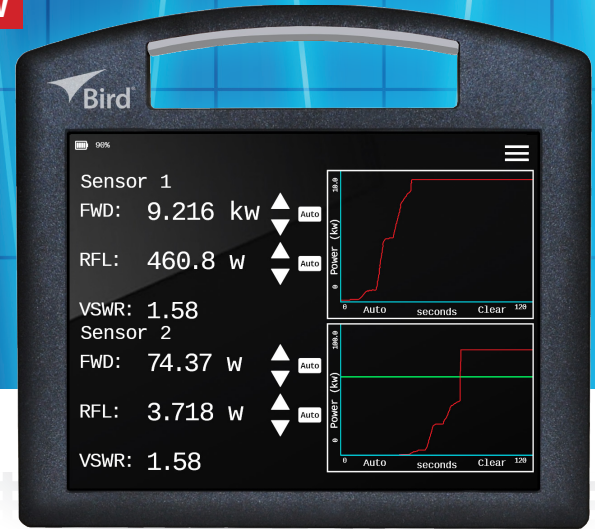 Bird
90%
Sensor 1
FWD: 9.216 kw Auto
RFL: 460.8 w Auto
VSWR: 1.58
10.0
Power (kw)
0
0 Auto seconds Clear 120
Sensor 2
FWD: 74.37 w Auto
RFL: 3.718 w Auto
VSWR: 1.58
100.0
Power (kw)
0
0 Auto seconds Clear 120